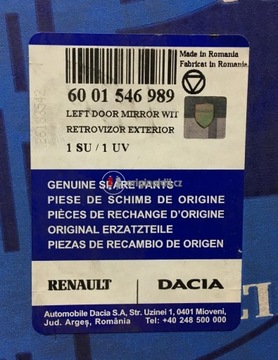 Made in Romania
Fabricat in Romania
60 01 546 989
LEFT DOOR MIRROR WIT
RETROVIZOR EXTERIOR
1 SU / 1 UV
GENUINE SPARE PARTS
PIESE DE SCHIMB DE ORIGINE
PIÈCES DE RECHANGE D'ORIGINE
ORIGINAL ERZATZTEILE
PIEZAS DE RECAMBIO DE ORIGEN
RENAULT DACIA
Automobile Dacia S.A, Str. Uzinei 1, 0401 Mioveni,
Jud. Argeș, România Tel: +40 248 500 000